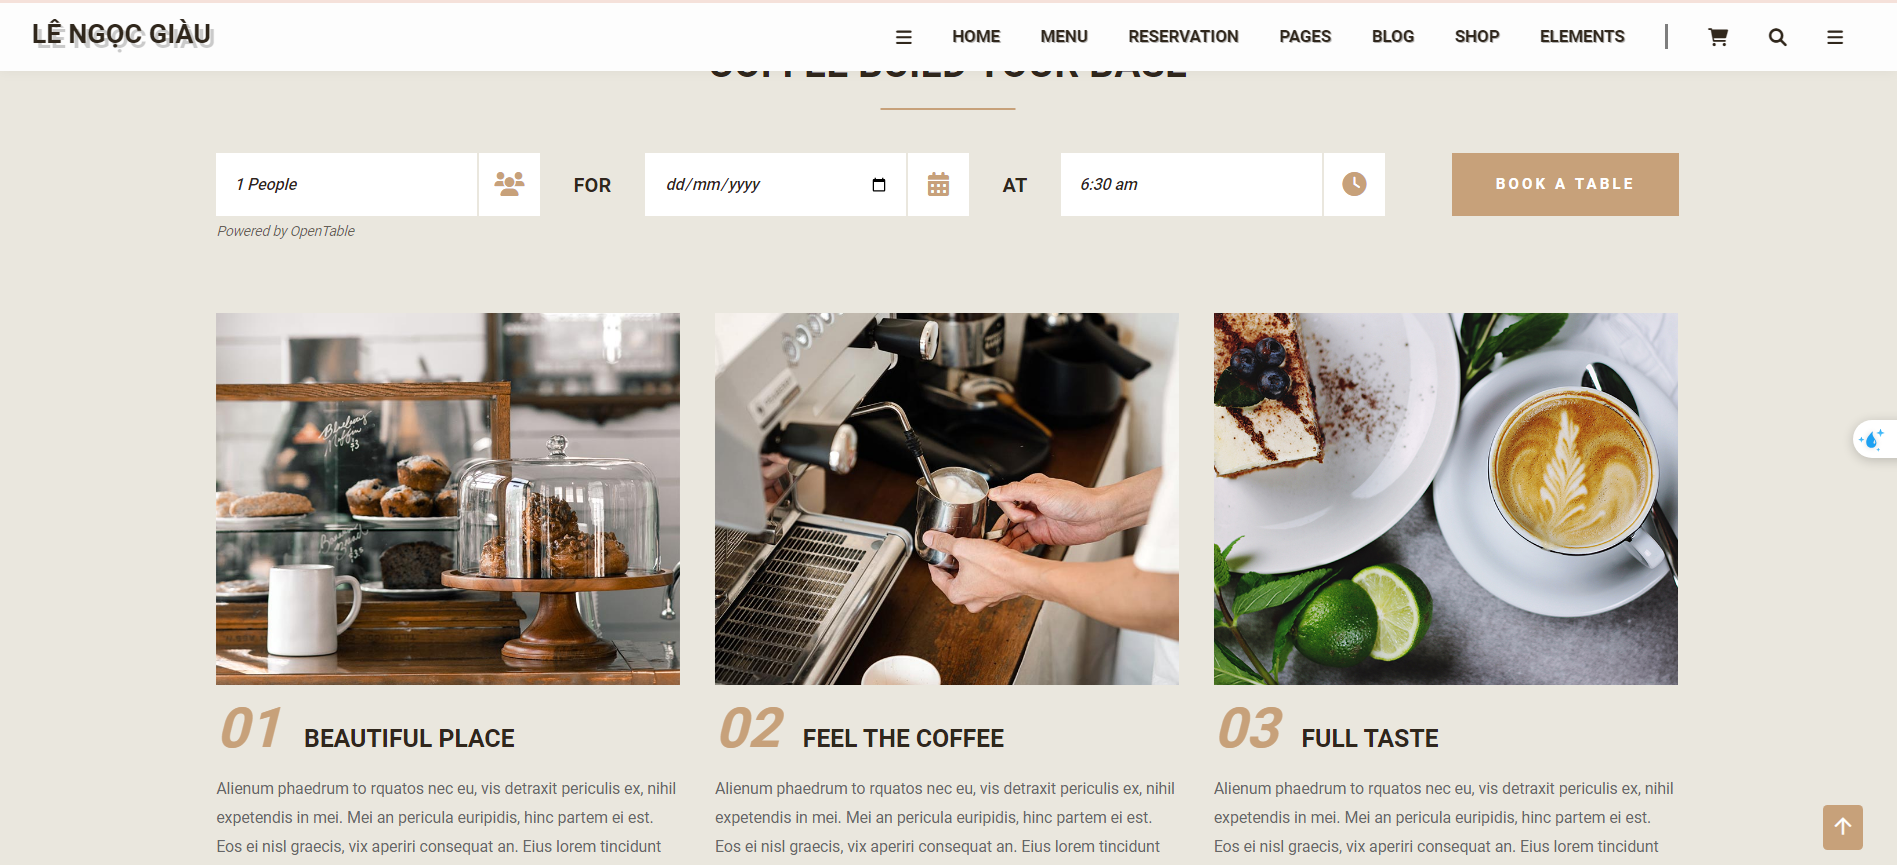 LÊ NGỌC GIÀU
HOME MENU RESERVATION PAGES BLOG SHOP ELEMENTS
COFFEE BUILD YOUR BASE
1 People FOR dd/mm/yyyy AT 6:30 am BOOK A TABLE
Powered by OpenTable
Blueberry
Muffin
$3
01 BEAUTIFUL PLACE
02 FEEL THE COFFEE
03 FULL TASTE
Alienum phaedrum to rquatos nec eu, vis detraxit periculis ex, nihil
expetendis in mei. Mei an pericula euripidis, hinc partem ei est.
Eos ei nisl graecis, vix aperiri consequat an. Eius lorem tincidunt
Alienum phaedrum to rquatos nec eu, vis detraxit periculis ex, nihil
expetendis in mei. Mei an pericula euripidis, hinc partem ei est.
Eos ei nisl graecis, vix aperiri consequat an. Eius lorem tincidunt
Alienum phaedrum to rquatos nec eu, vis detraxit periculis ex, nihil
expetendis in mei. Mei an pericula euripidis, hinc partem ei est.
Eos ei nisl graecis, vix aperiri consequat an. Eius lorem tincidunt